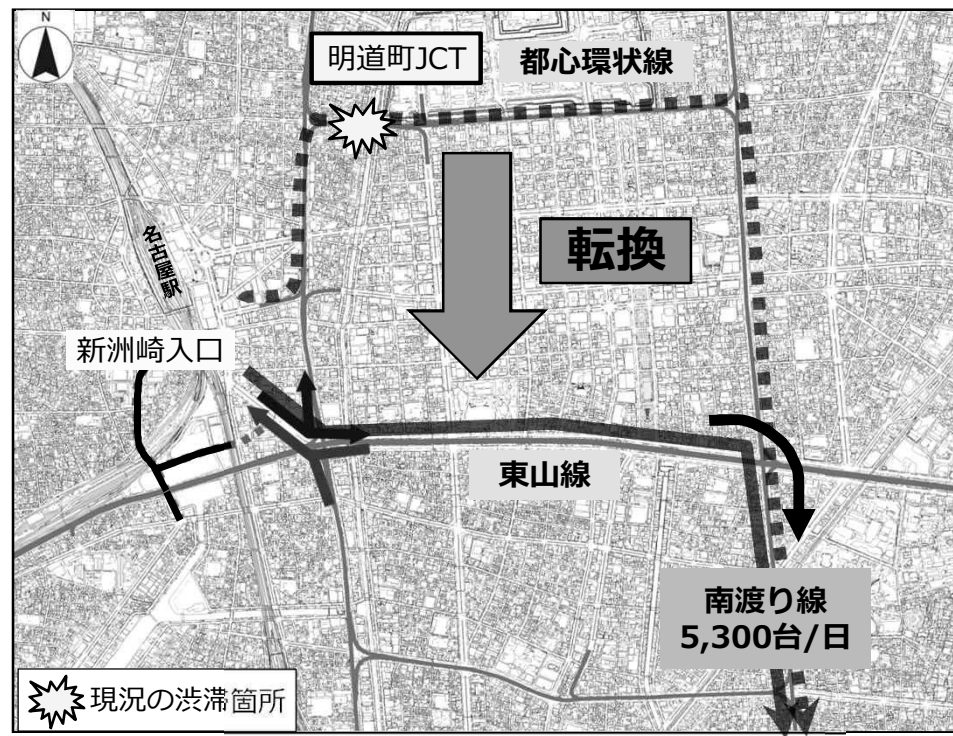 N
明道町JCT
都心環状線
転換
名古屋駅
新洲崎入口
東山線
南渡り線
5,300台/日
現況の渋滞箇所